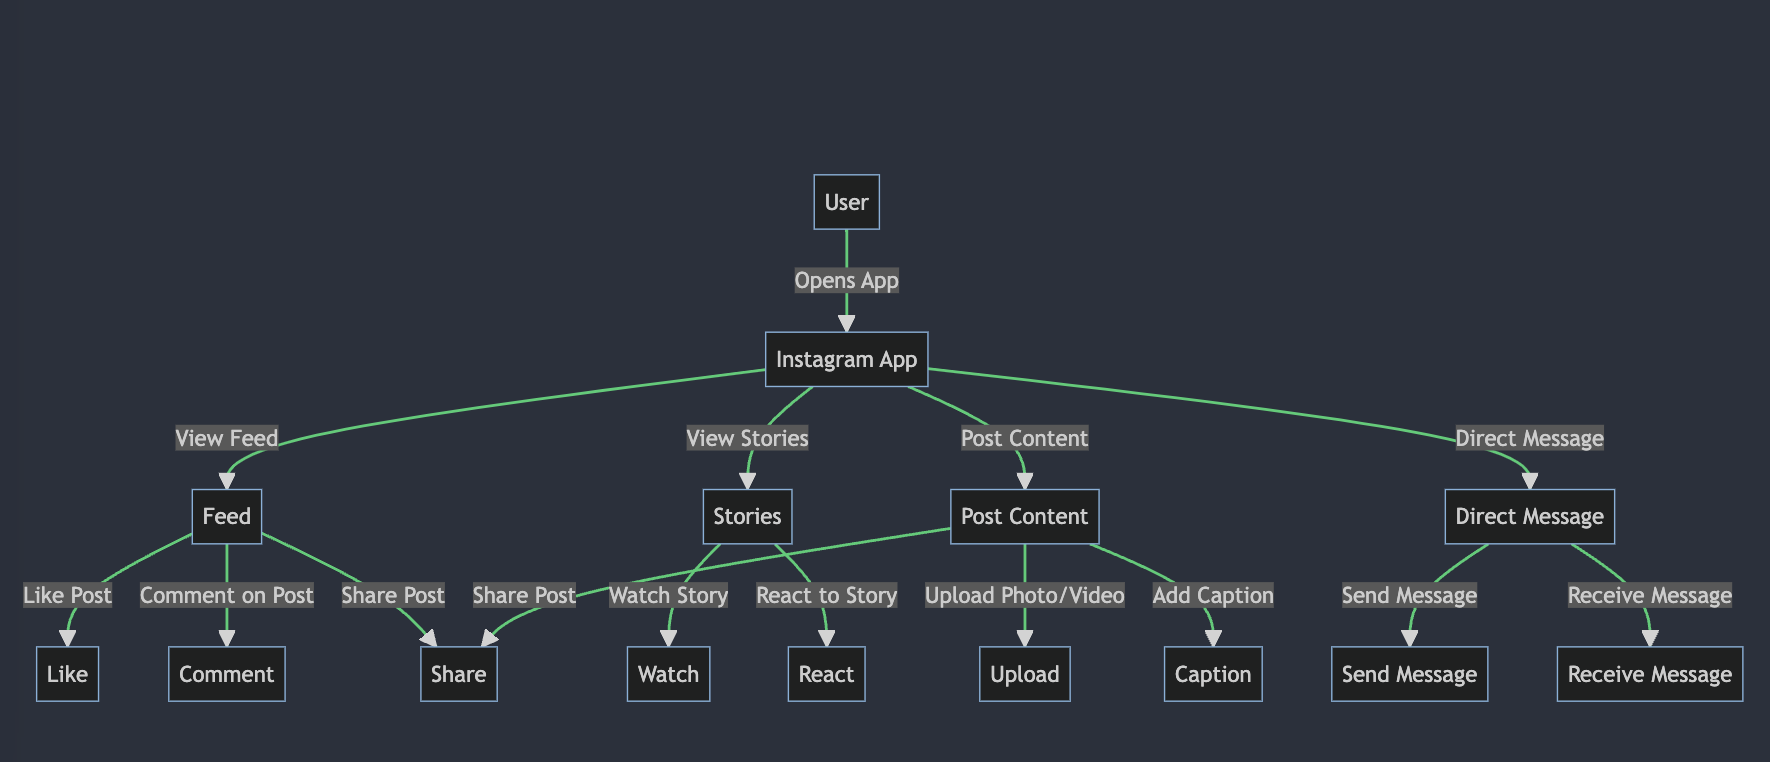 User
Opens App
Instagram App
View Feed
View Stories
Post Content
Direct Message
Feed
Stories
Post Content
Direct Message
Like Post
Comment on Post
Share Post
Share Post
Watch Story
React to Story
Upload Photo/Video
Add Caption
Send Message
Receive Message
Like
Comment
Share
Watch
React
Upload
Caption
Send Message
Receive Message